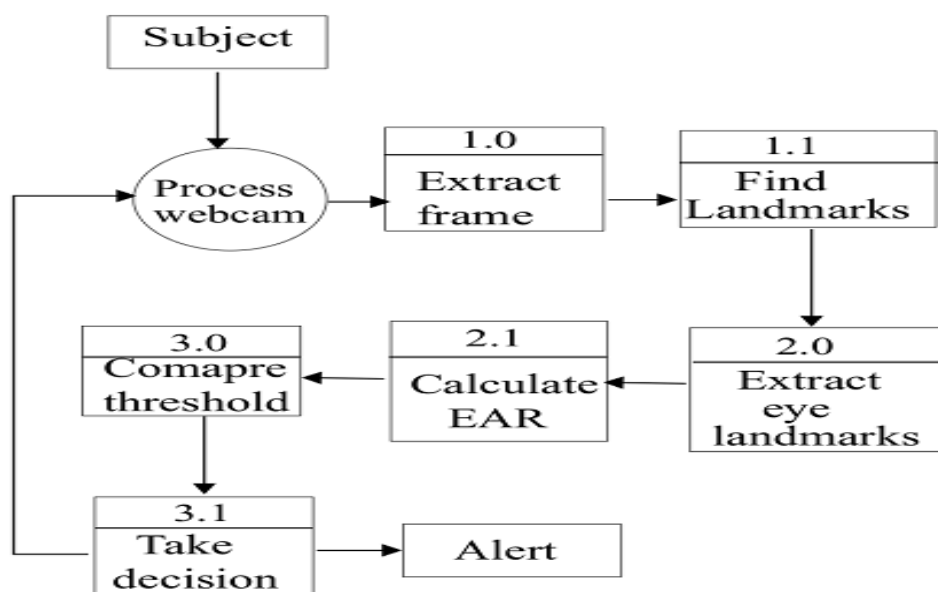 Subject
Process
webcam
1.0
Extract
frame
1.1
Find
Landmarks
3.0
Comapre
threshold
2.1
Calculate
EAR
2.0
Extract
eye
landmarks
3.1
Take
decision
Alert